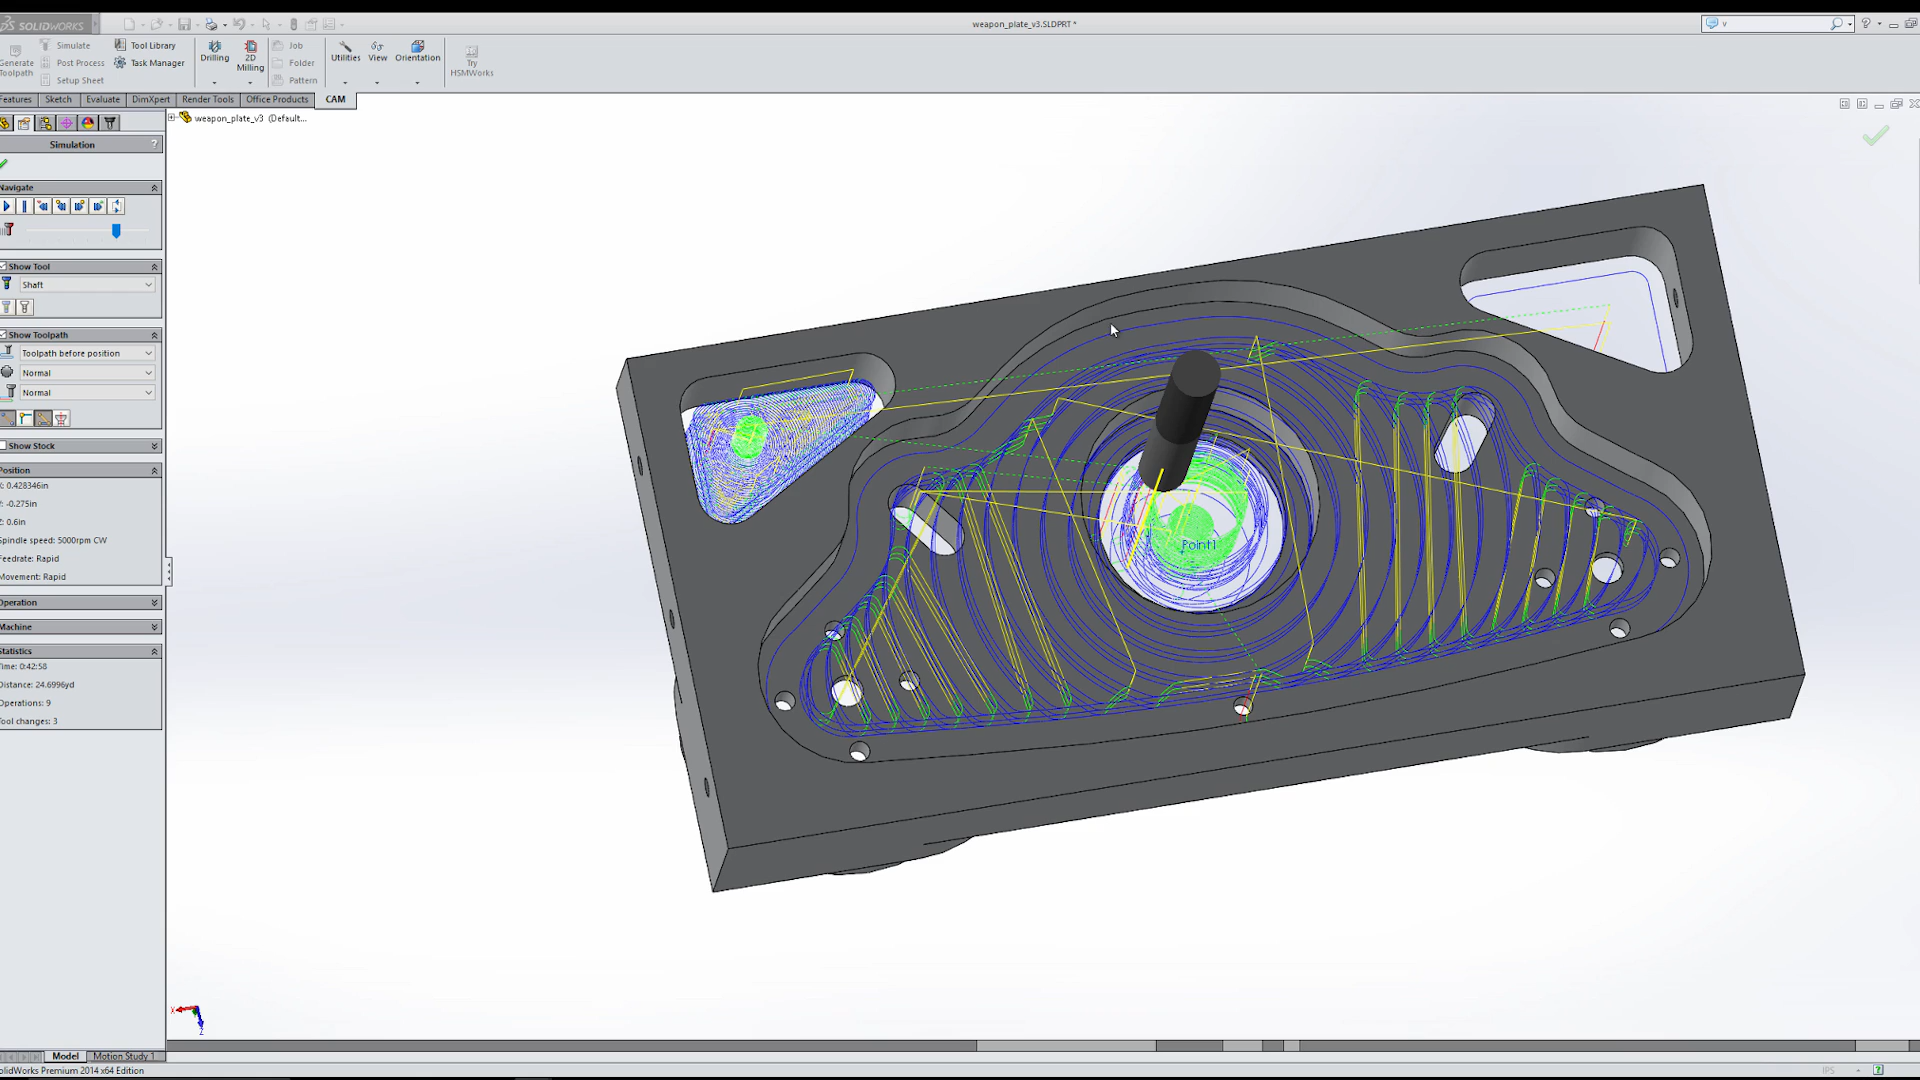 SOLIDWORKS
weapon_plate_v3.SLDPRT *
v
Generate Toolpath
Simulate
Post Process
Setup Sheet
Tool Library
Task Manager
Drilling
2D Milling
Job
Folder
Pattern
Utilities
View
Orientation
Try HSMWorks
Features
Sketch
Evaluate
DimXpert
Render Tools
Office Products
CAM
weapon_plate_v3 (Default...
Simulation
?
Navigate
Show Tool
Shaft
Show Toolpath
Toolpath before position
Normal
Normal
Show Stock
Position
: 0.428346in
: -0.275in
Z: 0.6in
Spindle speed: 5000rpm CW
Feedrate: Rapid
Movement: Rapid
Operation
Machine
Statistics
Time: 0:42:58
Distance: 24.6996yd
Operations: 9
Tool changes: 3
Point1
X
Z
Model
Motion Study 1
olidWorks Premium 2014 x64 Edition
IPS